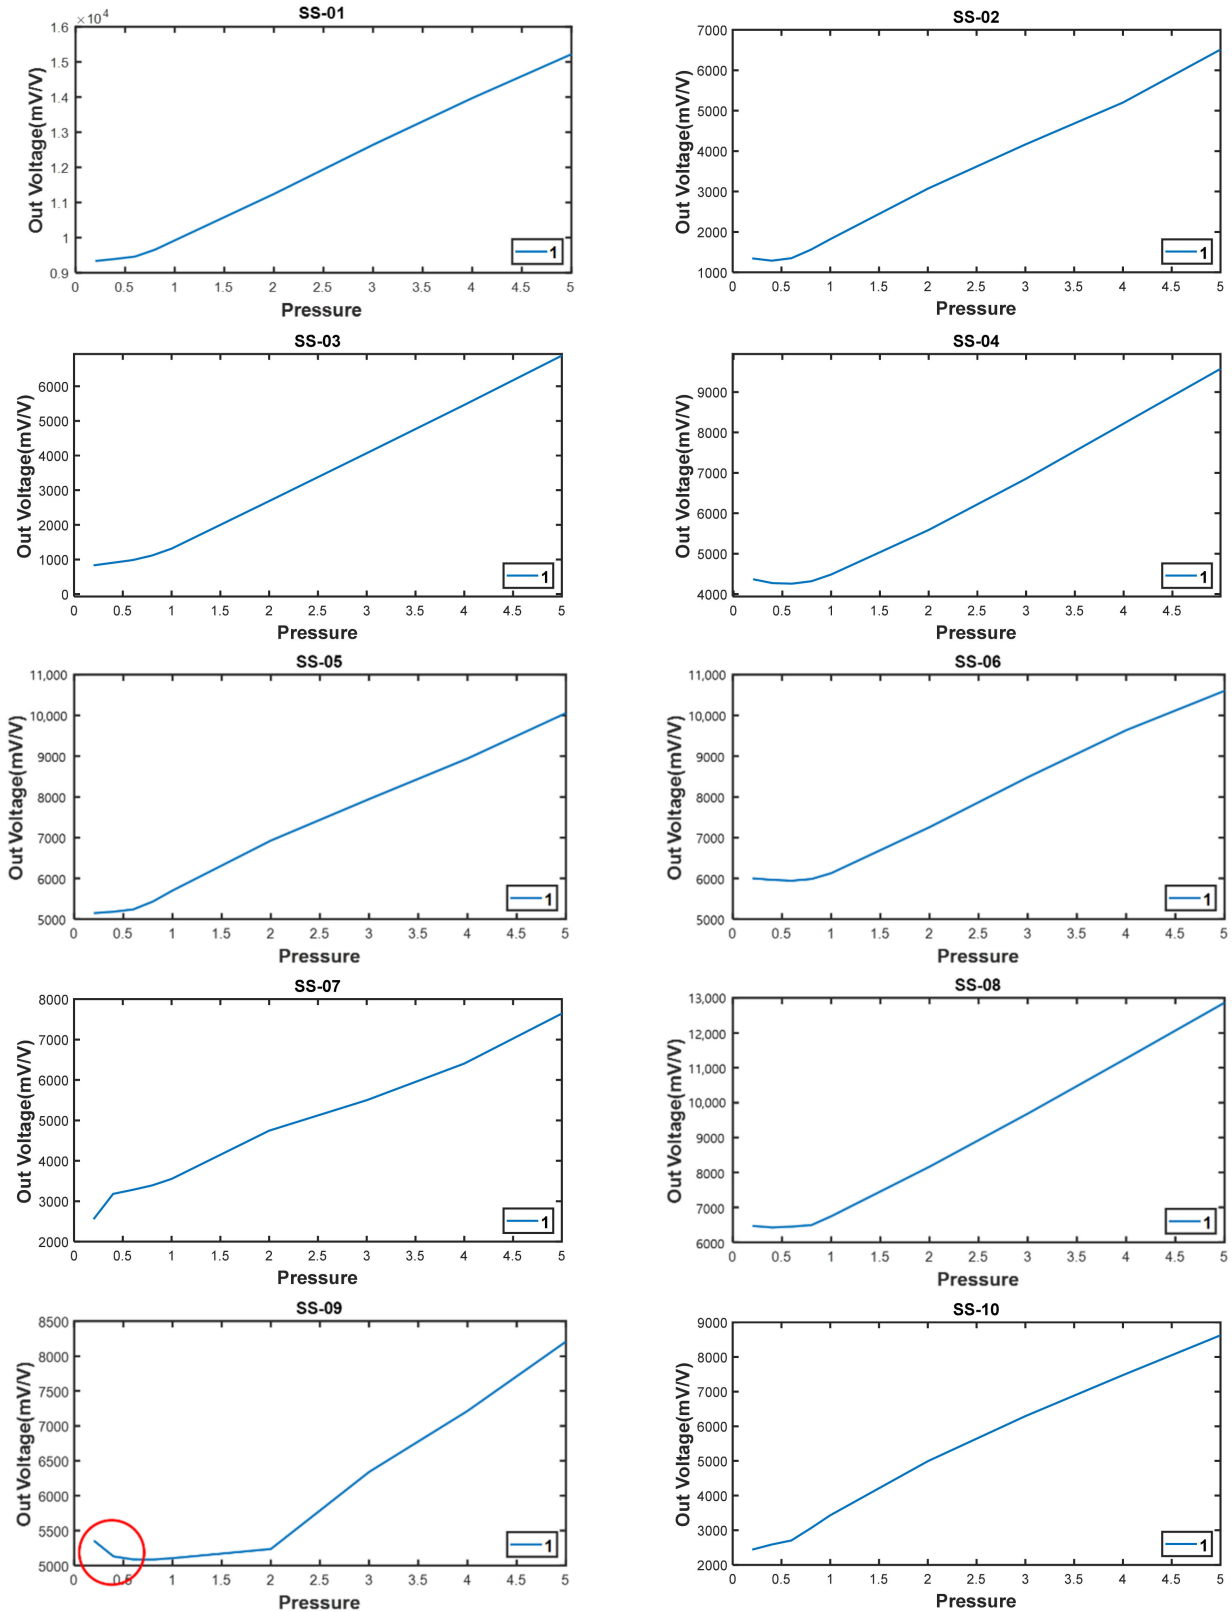 SS-01
×10^4
1.6
1.5
1.4
1.3
1.2
1.1
1
0.9
Out Voltage(mV/V)
1
0 0.5 1 1.5 2 2.5 3 3.5 4 4.5 5
Pressure
SS-02
7000
6000
5000
4000
3000
2000
1000
Out Voltage(mV/V)
1
0 0.5 1 1.5 2 2.5 3 3.5 4 4.5 5
Pressure
SS-03
6000
5000
4000
3000
2000
1000
0
Out Voltage(mV/V)
1
0 0.5 1 1.5 2 2.5 3 3.5 4 4.5 5
Pressure
SS-04
9000
8000
7000
6000
5000
4000
Out Voltage(mV/V)
1
0 0.5 1 1.5 2 2.5 3 3.5 4 4.5
Pressure
SS-05
11,000
10,000
9000
8000
7000
6000
5000
Out Voltage(mV/V)
1
0 0.5 1 1.5 2 2.5 3 3.5 4 4.5 5
Pressure
SS-06
11,000
10,000
9000
8000
7000
6000
5000
Out Voltage(mV/V)
1
0 0.5 1 1.5 2 2.5 3 3.5 4 4.5 5
Pressure
SS-07
8000
7000
6000
5000
4000
3000
2000
Out Voltage(mV/V)
1
0 0.5 1 1.5 2 2.5 3 3.5 4 4.5 5
Pressure
SS-08
13,000
12,000
11,000
10,000
9000
8000
7000
6000
Out Voltage(mV/V)
1
0 0.5 1 1.5 2 2.5 3 3.5 4 4.5 5
Pressure
SS-09
8500
8000
7500
7000
6500
6000
5500
5000
Out Voltage(mV/V)
1
0 0.5 1 1.5 2 2.5 3 3.5 4 4.5 5
Pressure
SS-10
9000
8000
7000
6000
5000
4000
3000
2000
Out Voltage(mV/V)
1
0 0.5 1 1.5 2 2.5 3 3.5 4 4.5 5
Pressure